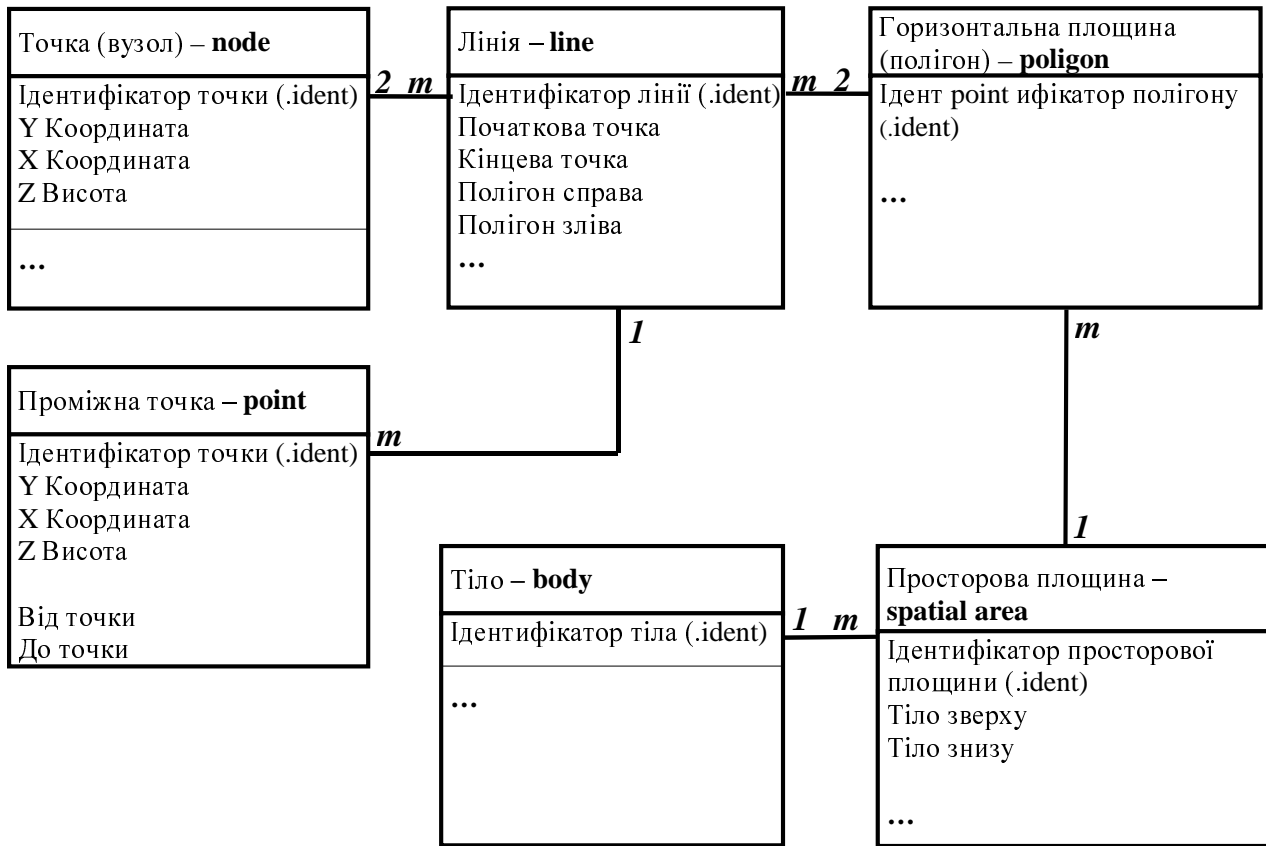 Точка (вузол) – node
Ідентифікатор точки (.ident)
Y Координата
X Координата
Z Висота
...
2 m
Лінія – line
Ідентифікатор лінії (.ident)
Початкова точка
Кінцева точка
Полігон справа
Полігон зліва
...
m 2
Горизонтальна площина
(полігон) – poligon
Ідент point ифікатор полігону
(.ident)
...
1
m
Проміжна точка – point
Ідентифікатор точки (.ident)
Y Координата
X Координата
Z Висота
Від точки
До точки
m
1
Тіло – body
Ідентифікатор тіла (.ident)
...
1 m
Просторова площина –
spatial area
Ідентифікатор просторової
площини (.ident)
Тіло зверху
Тіло знизу
...